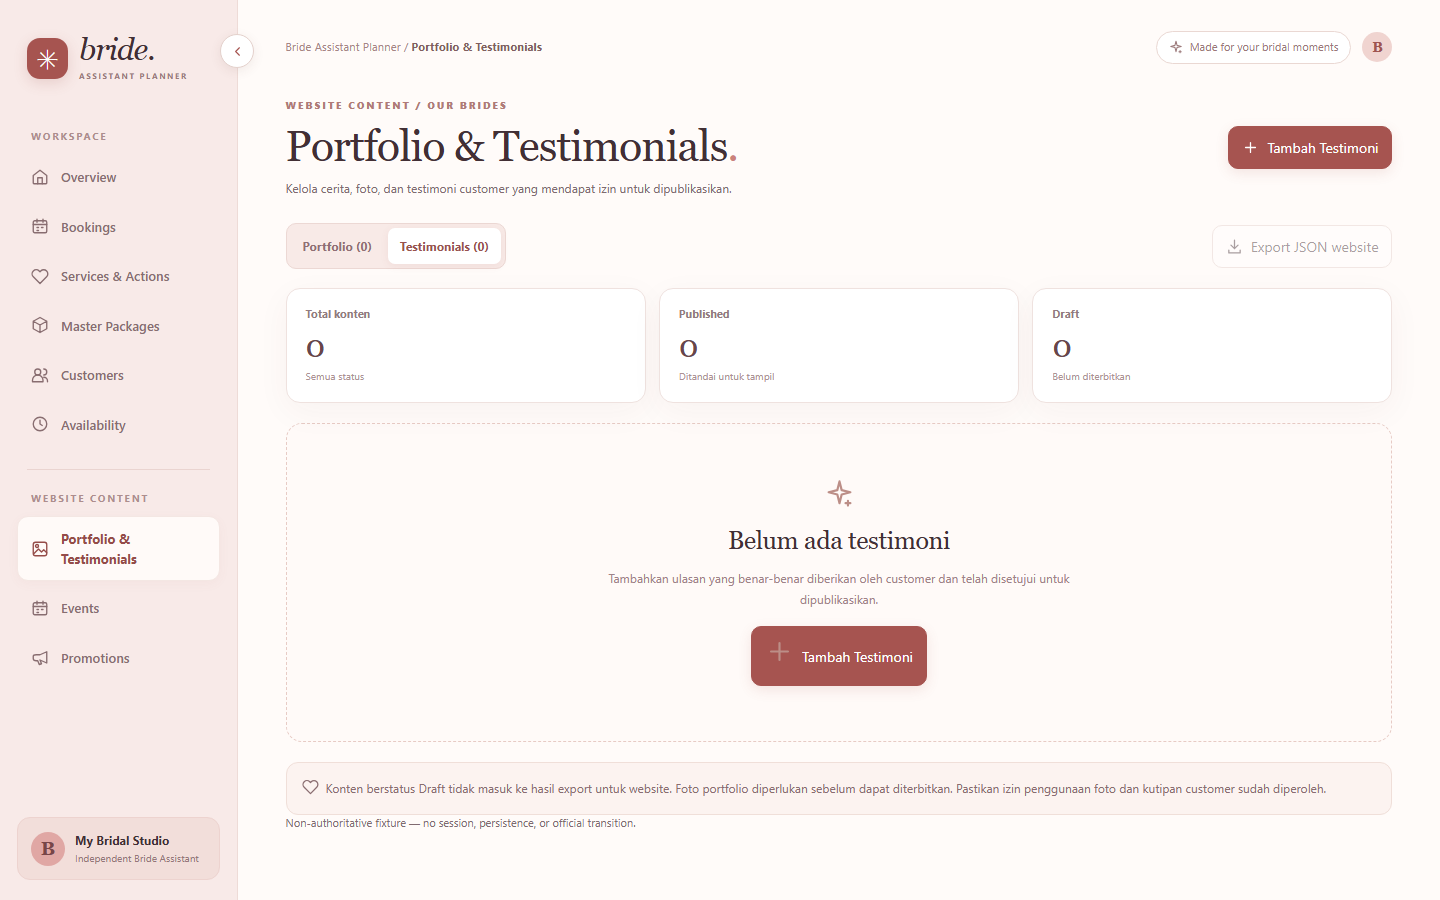 bride.
ASSISTANT PLANNER
WORKSPACE
Overview
Bookings
Services & Actions
Master Packages
Customers
Availability
WEBSITE CONTENT
Portfolio &
Testimonials
Events
Promotions
B
My Bridal Studio
Independent Bride Assistant
Bride Assistant Planner / Portfolio & Testimonials
Made for your bridal moments
B
WEBSITE CONTENT / OUR BRIDES
Portfolio & Testimonials.
Kelola cerita, foto, dan testimoni customer yang mendapat izin untuk dipublikasikan.
Tambah Testimoni
Portfolio (0)
Testimonials (0)
Export JSON website
Total konten
0
Semua status
Published
0
Ditandai untuk tampil
Draft
0
Belum diterbitkan
Belum ada testimoni
Tambahkan ulasan yang benar-benar diberikan oleh customer dan telah disetujui untuk
dipublikasikan.
Tambah Testimoni
Konten berstatus Draft tidak masuk ke hasil export untuk website. Foto portfolio diperlukan sebelum dapat diterbitkan. Pastikan izin penggunaan foto dan kutipan customer sudah diperoleh.
Non-authoritative fixture — no session, persistence, or official transition.